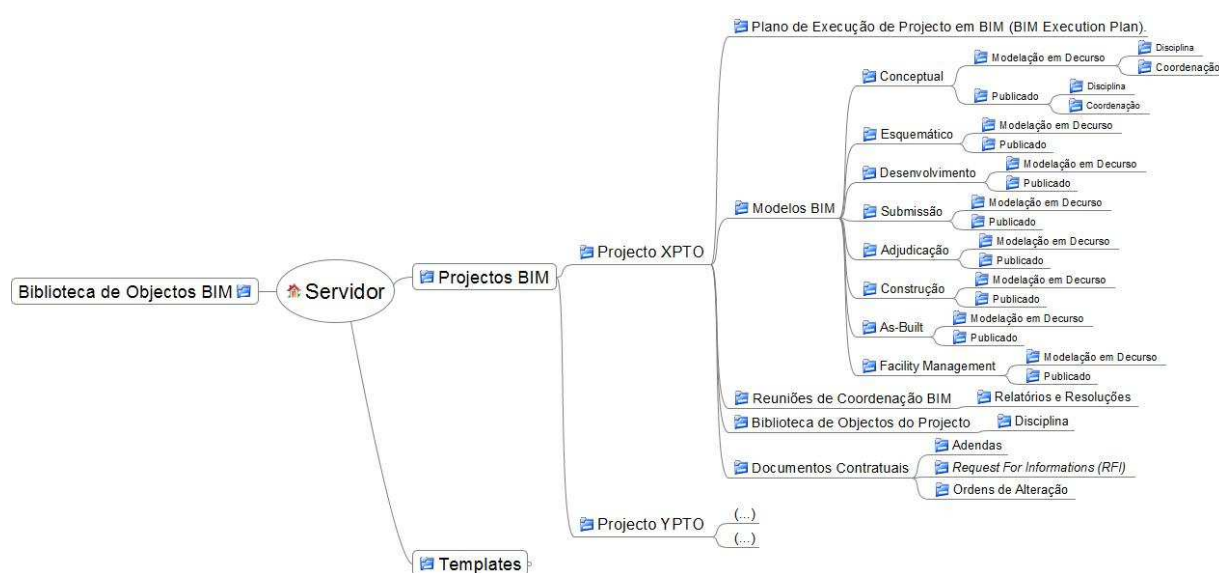 Biblioteca de Objectos BIM
Servidor
Projectos BIM
Projecto XPTO
Plano de Execução de Projecto em BIM (BIM Execution Plan).
Modelos BIM
Conceptual
Modelação em Decurso
Disciplina
Coordenação
Publicado
Disciplina
Coordenação
Esquemático
Modelação em Decurso
Publicado
Desenvolvimento
Modelação em Decurso
Publicado
Submissão
Modelação em Decurso
Publicado
Adjudicação
Modelação em Decurso
Publicado
Construção
Modelação em Decurso
Publicado
As-Built
Modelação em Decurso
Publicado
Facility Management
Modelação em Decurso
Publicado
Reuniões de Coordenação BIM
Relatórios e Resoluções
Biblioteca de Objectos do Projecto
Disciplina
Documentos Contratuais
Adendas
Request For Informations (RFI)
Ordens de Alteração
Projecto YPTO
(...)
(...)
Templates